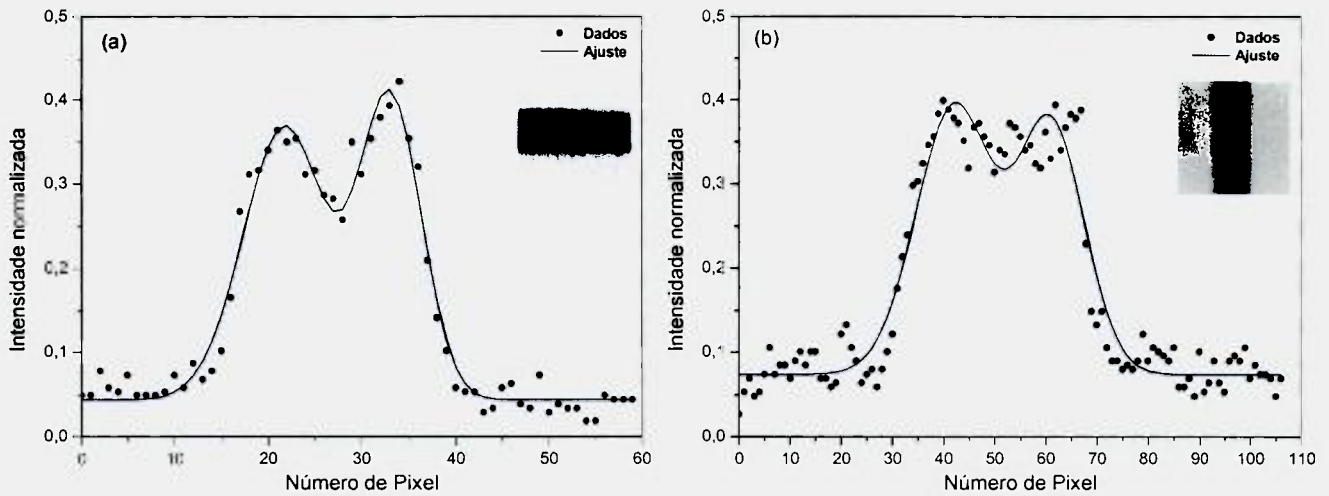 (a)
Dados
Ajuste
Intensidade normalizada
0,5
0,4
0,3
0,2
0,1
0,0
0 10 20 30 40 50 60
Número de Pixel
(b)
Dados
Ajuste
Intensidade normalizada
0,5
0,4
0,3
0,2
0,1
0,0
0 10 20 30 40 50 60 70 80 90 100 110
Número de Pixel